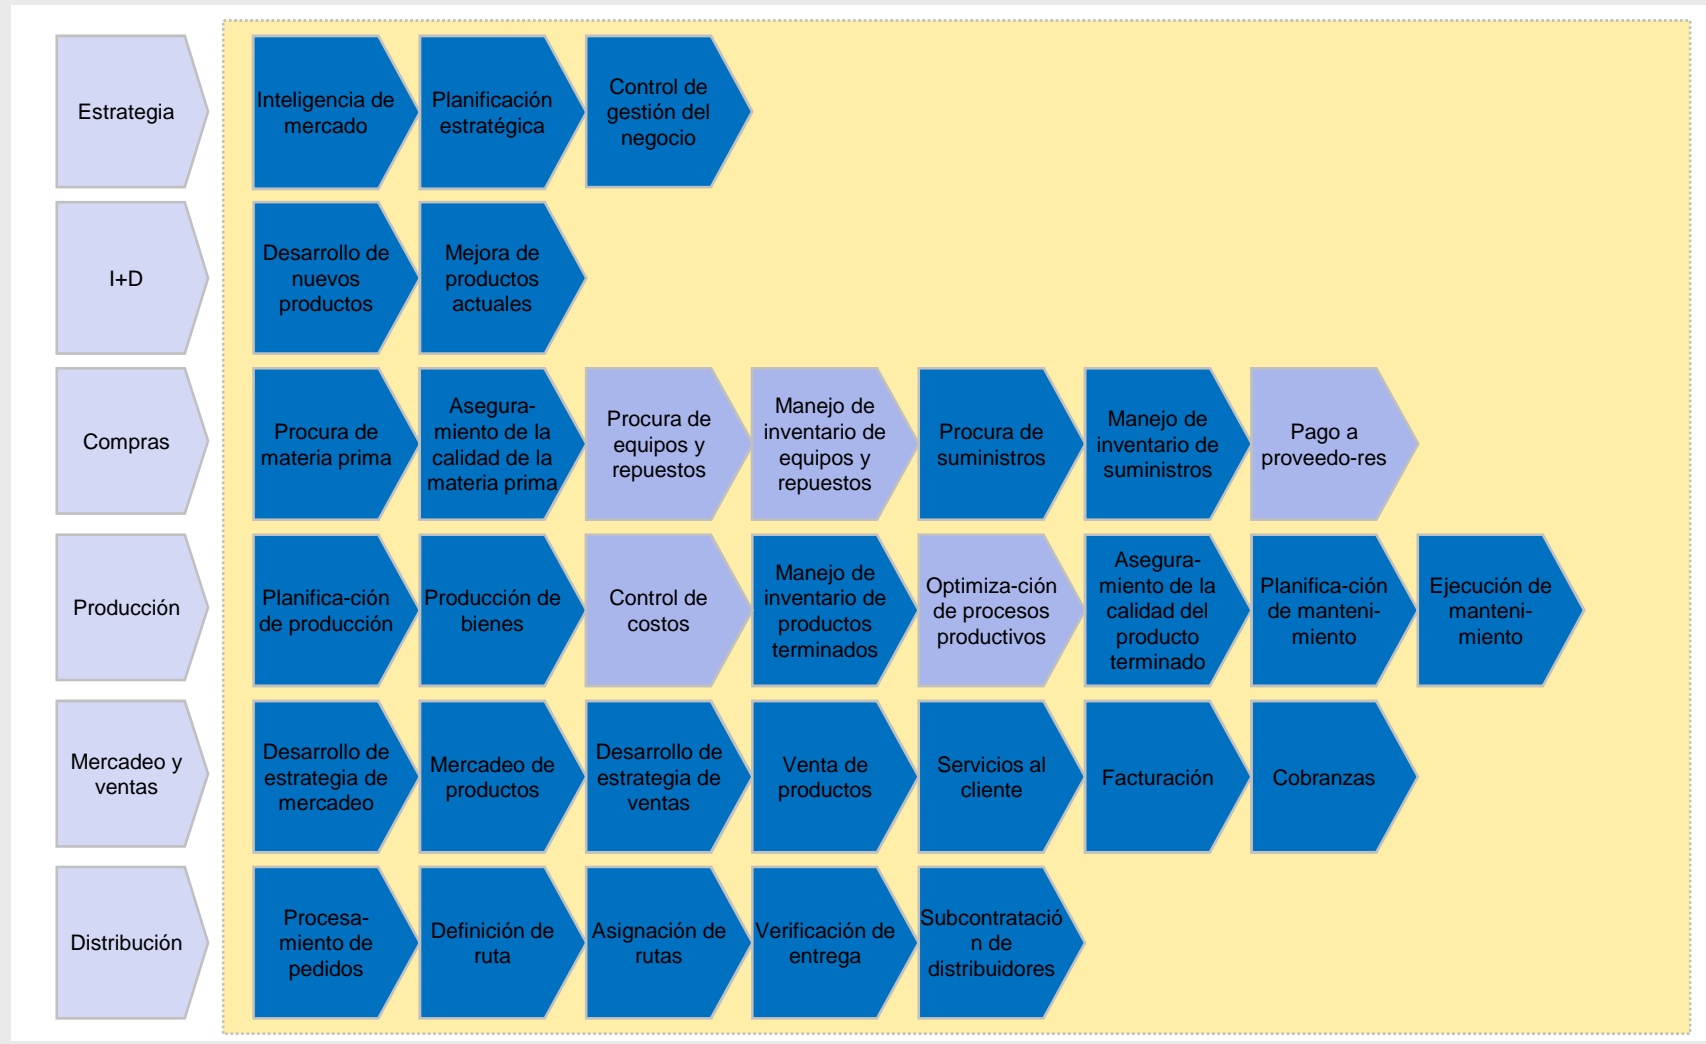 Estrategia
Inteligencia de
mercado
Planificación
estratégica
Control de
gestión del
negocio
I+D
Desarrollo de
nuevos
productos
Mejora de
productos
actuales
Compras
Procura de
materia prima
Asegura-
miento de la
calidad de la
materia prima
Procura de
equipos y
repuestos
Manejo de
inventario de
equipos y
repuestos
Procura de
suministros
Manejo de
inventario de
suministros
Pago a
proveedo-res
Producción
Planifica-ción
de producción
Producción de
bienes
Control de
costos
Manejo de
inventario de
productos
terminados
Optimiza-ción
de procesos
productivos
Asegura-
miento de la
calidad del
producto
terminado
Planifica-ción
de manteni-
miento
Ejecución de
manteni-
miento
Mercadeo y
ventas
Desarrollo de
estrategia de
mercadeo
Mercadeo de
productos
Desarrollo de
estrategia de
ventas
Venta de
productos
Servicios al
cliente
Facturación
Cobranzas
Distribución
Procesa-
miento de
pedidos
Definición de
ruta
Asignación de
rutas
Verificación de
entrega
Subcontratació
n de
distribuidores